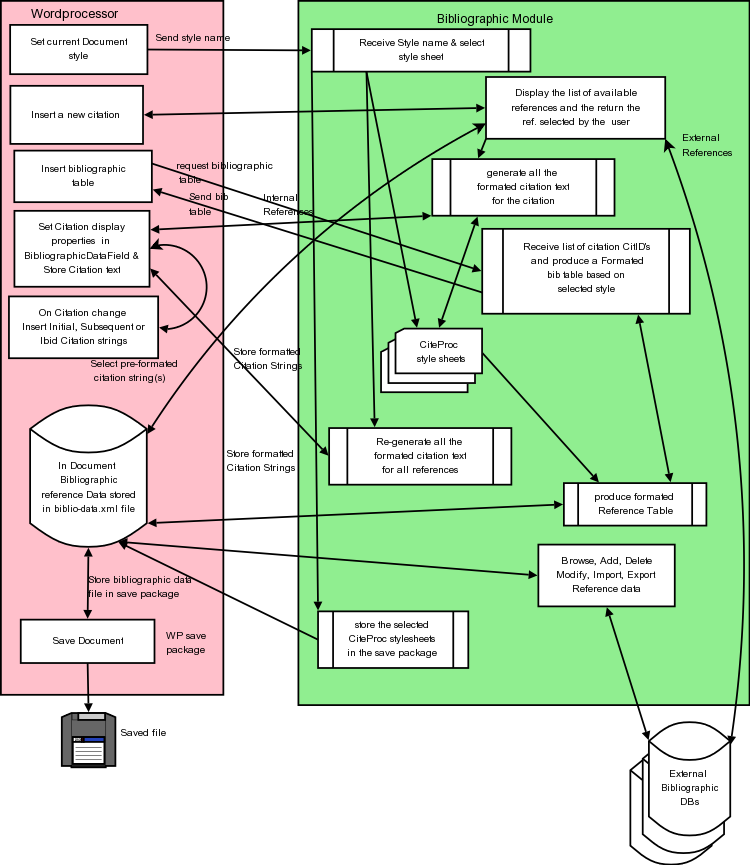 Wordprocessor
Set current Document
style
Insert a new citation
Insert bibliographic
table
Set Citation display
properties in
BibliographicDataField &
Store Citation text
On Citation change
Insert Initial, Subsequent or
Ibid Citation strings
Select pre-formated
citation string(s)
In Document
Bibliographic
reference Data stored
in biblio-data.xml file
Store bibliographic data
file in save package
Save Document
WP save
package
Saved file
Send style name
request bibliographic
table
Send bib
table
Internal
References
Store formatted
Citation Strings
Store formatted
Citation Strings
Bibliographic Module
Receive Style name & select
style sheet
Display the list of available
references and the return the
ref. selected by the user
External
References
generate all the
formated citation text
for the citation
Receive list of citation CitID's
and produce a Formated
bib table based on
selected style
CiteProc
style sheets
Re-generate all the
formated citation text
for all references
produce formated
Reference Table
Browse, Add, Delete
Modify, Import, Export
Reference data
store the selected
CiteProc stylesheets
in the save package
External
Bibliographic
DBs